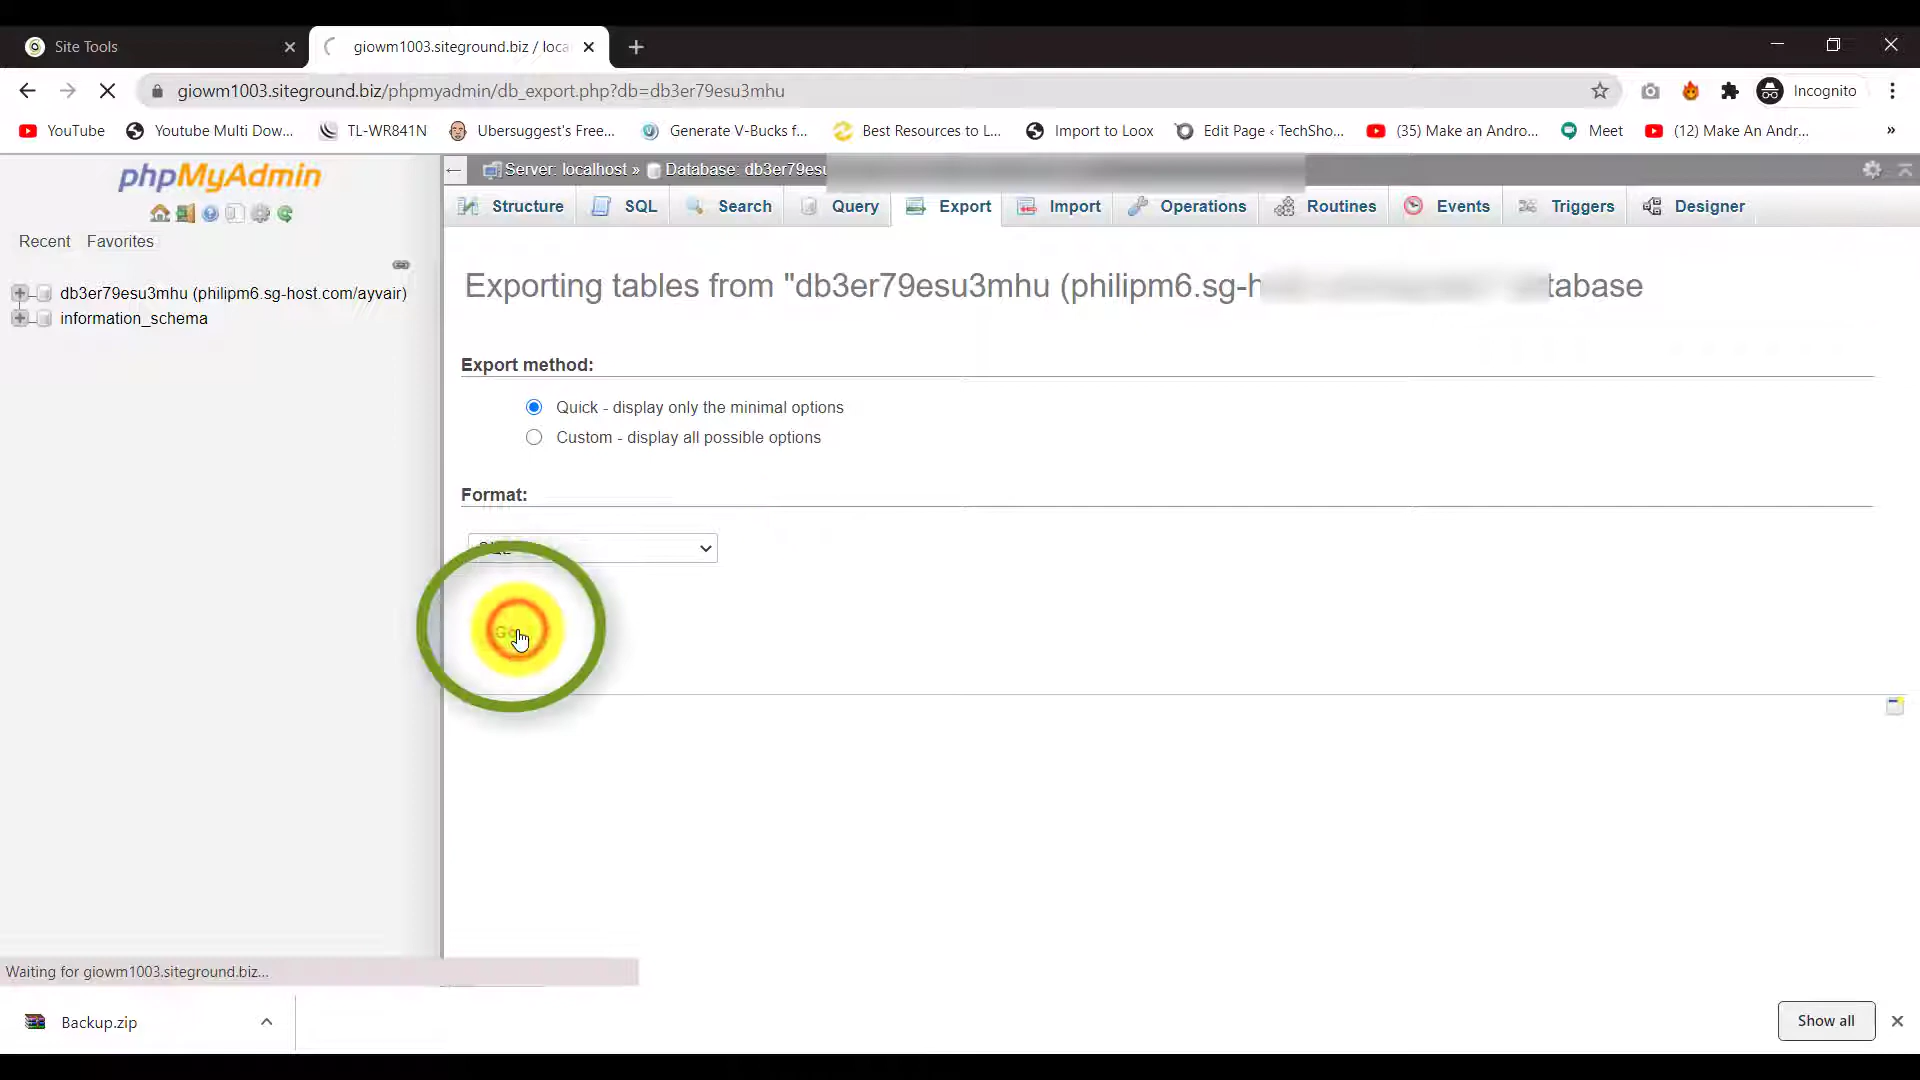 Site Tools
giowm1003.siteground.biz / loca
giowm1003.siteground.biz/phpmyadmin/db_export.php?db=db3er79esu3mhu
Incognito
YouTube
Youtube Multi Dow...
TL-WR841N
Ubersuggest's Free...
Generate V-Bucks f...
Best Resources to L...
Import to Loox
Edit Page ‹ TechSho...
(35) Make an Andro...
Meet
(12) Make An Andr...
»
phpMyAdmin
Recent Favorites
db3er79esu3mhu (philipm6.sg-host.com/ayvair)
information_schema
Server: localhost » Database: db3er79esu
Structure
SQL
Search
Query
Export
Import
Operations
Routines
Events
Triggers
Designer
Exporting tables from "db3er79esu3mhu (philipm6.sg-h tabase
Export method:
Quick - display only the minimal options
Custom - display all possible options
Format:
SQL
Go
Waiting for giowm1003.siteground.biz...
Backup.zip
Show all